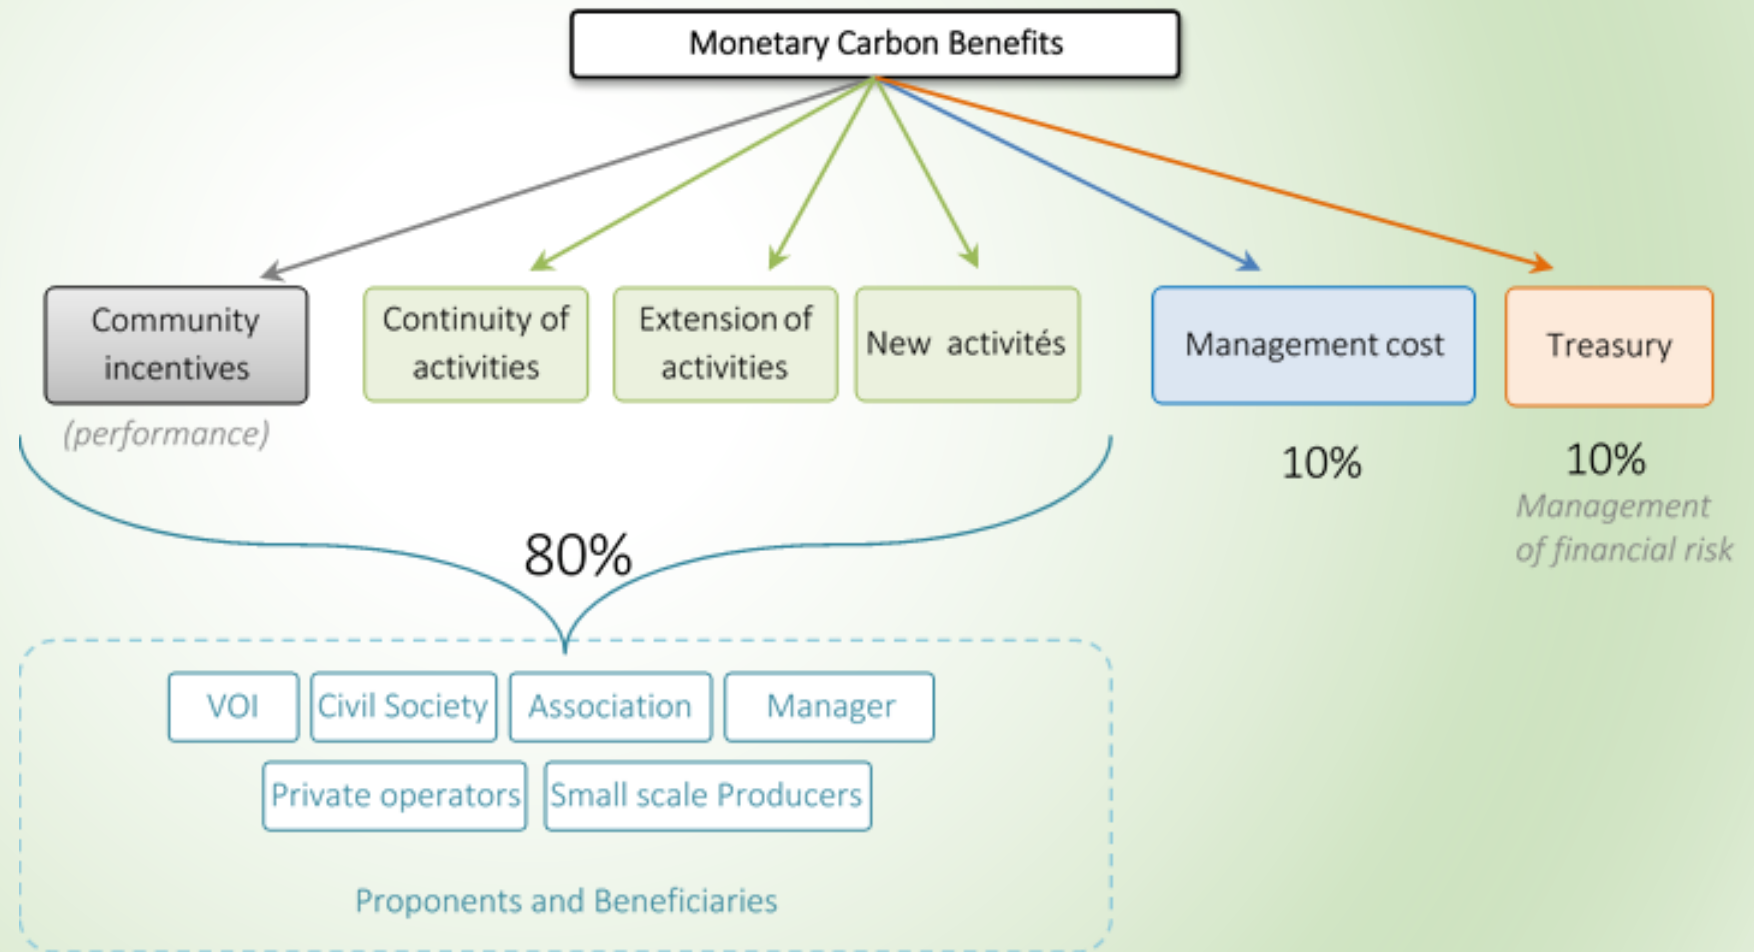 Monetary Carbon Benefits
Community
incentives
(performance)
Continuity of
activities
Extension of
activities
New activités
Management cost
10%
Treasury
10%
Management
of financial risk
80%
VOI
Civil Society
Association
Manager
Private operators
Small scale Producers
Proponents and Beneficiaries